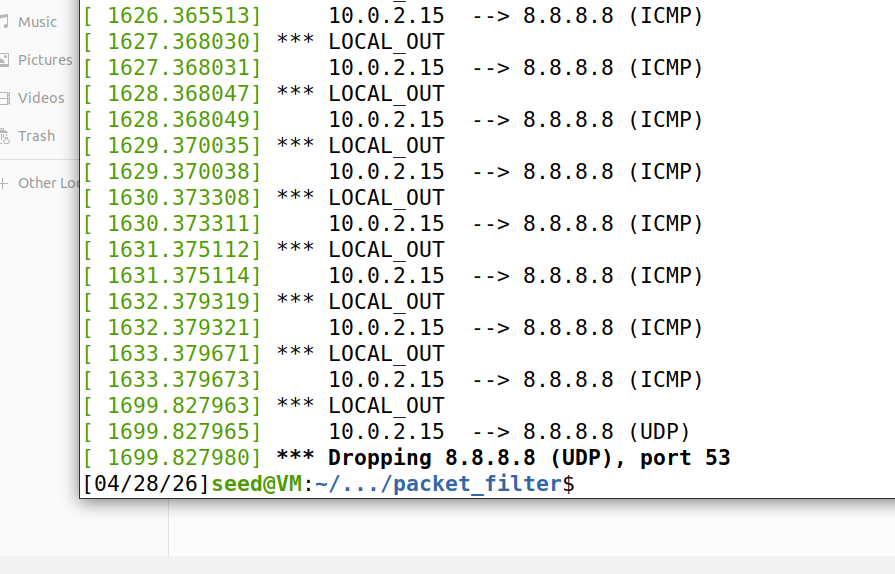 Music
Pictures
Videos
Trash
Other Loc
[ 1626.365513]     10.0.2.15  --> 8.8.8.8 (ICMP)
[ 1627.368030] *** LOCAL_OUT
[ 1627.368031]     10.0.2.15  --> 8.8.8.8 (ICMP)
[ 1628.368047] *** LOCAL_OUT
[ 1628.368049]     10.0.2.15  --> 8.8.8.8 (ICMP)
[ 1629.370035] *** LOCAL_OUT
[ 1629.370038]     10.0.2.15  --> 8.8.8.8 (ICMP)
[ 1630.373308] *** LOCAL_OUT
[ 1630.373311]     10.0.2.15  --> 8.8.8.8 (ICMP)
[ 1631.375112] *** LOCAL_OUT
[ 1631.375114]     10.0.2.15  --> 8.8.8.8 (ICMP)
[ 1632.379319] *** LOCAL_OUT
[ 1632.379321]     10.0.2.15  --> 8.8.8.8 (ICMP)
[ 1633.379671] *** LOCAL_OUT
[ 1633.379673]     10.0.2.15  --> 8.8.8.8 (ICMP)
[ 1699.827963] *** LOCAL_OUT
[ 1699.827965]     10.0.2.15  --> 8.8.8.8 (UDP)
[ 1699.827980] *** Dropping 8.8.8.8 (UDP), port 53
[04/28/26]seed@VM:~/.../packet_filter$